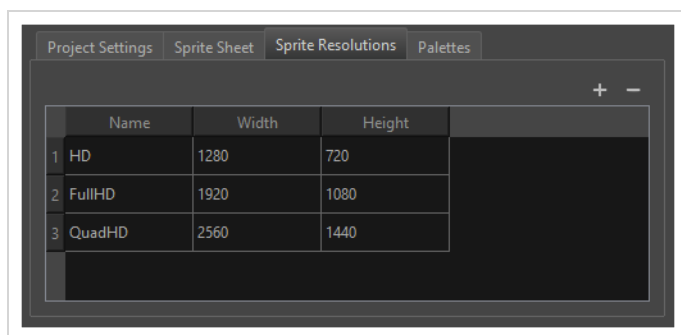 Project Settings Sprite Sheet Sprite Resolutions Palettes
+ −
Name Width Height
1 HD 1280 720
2 FullHD 1920 1080
3 QuadHD 2560 1440